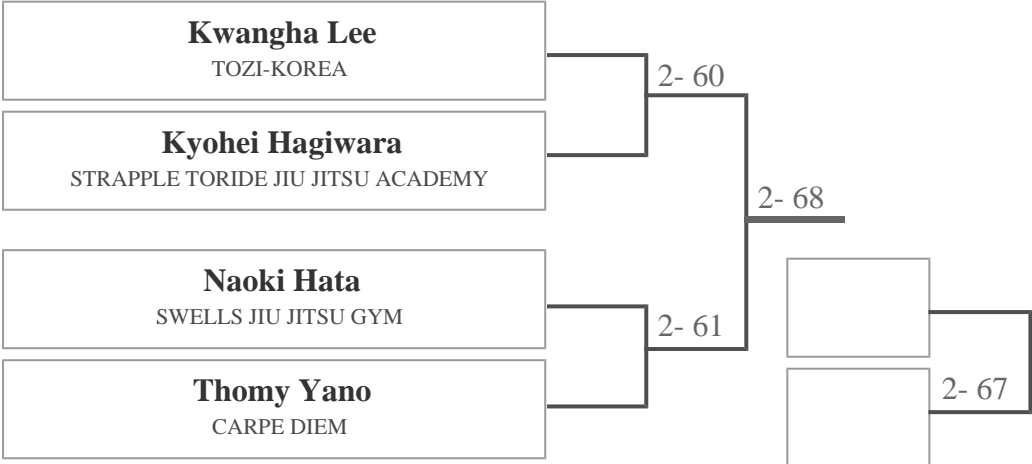 Kwangha Lee
TOZI-KOREA
2- 60
Kyohei Hagiwara
STRAPPLE TORIDE JIU JITSU ACADEMY
2- 68
Naoki Hata
SWELLS JIU JITSU GYM
2- 61
Thomy Yano
CARPE DIEM
2- 67